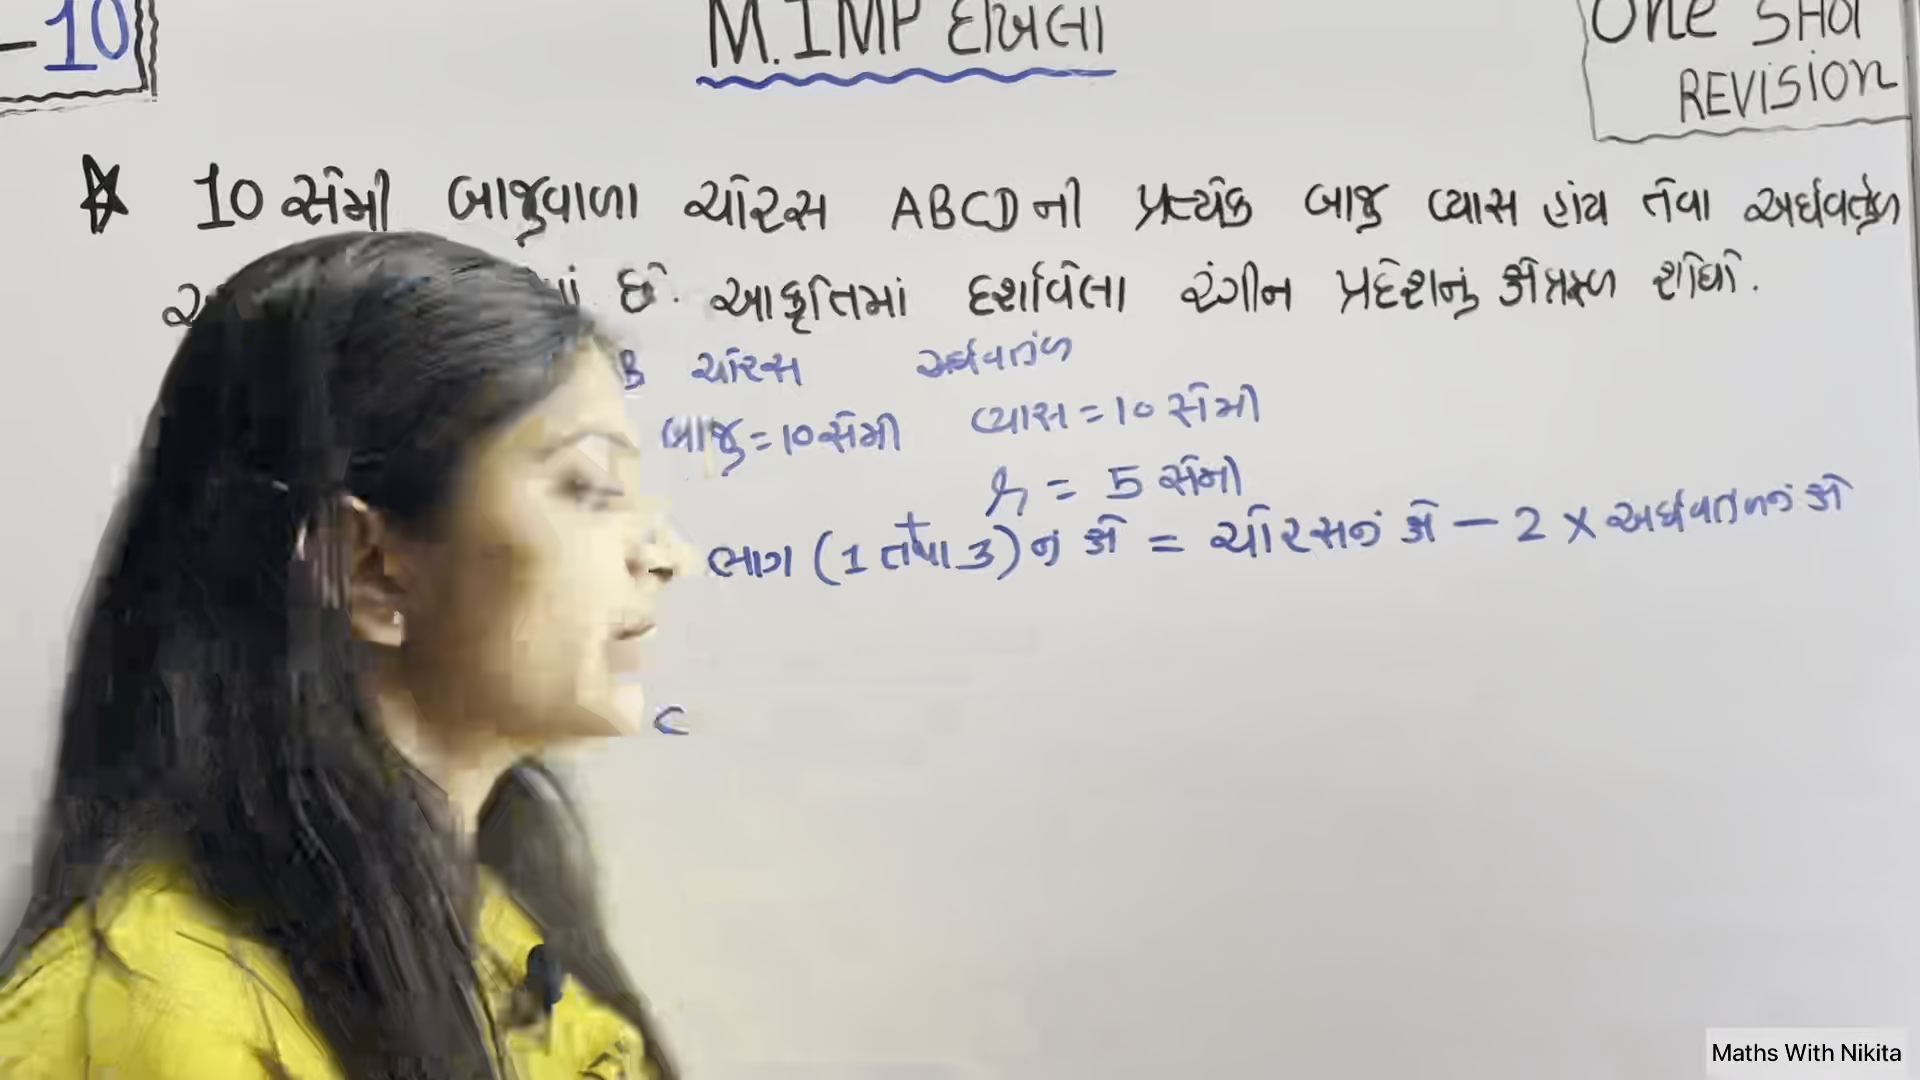 -10
M. IMP દાખલા
One SHOT
REVISION
10 સેમી બાજુવાળા ચોરસ ABCD ની પ્રત્યેક બાજુ વ્યાસ હોય તેવા અર્ધવર્તુળ
છે. આકૃતિમાં દર્શાવેલા રંગીન પ્રદેશનું ક્ષેત્રફળ શોધો.
B ચોરસ અર્ધવર્તુળ
બાજુ = 10 સેમી વ્યાસ = 10 સેમી
r = 5 સેમી
ભાગ (1 તથા 3) નું ક્ષે = ચોરસનું ક્ષે - 2 × અર્ધવર્તુળનું ક્ષે
C
Maths With Nikita